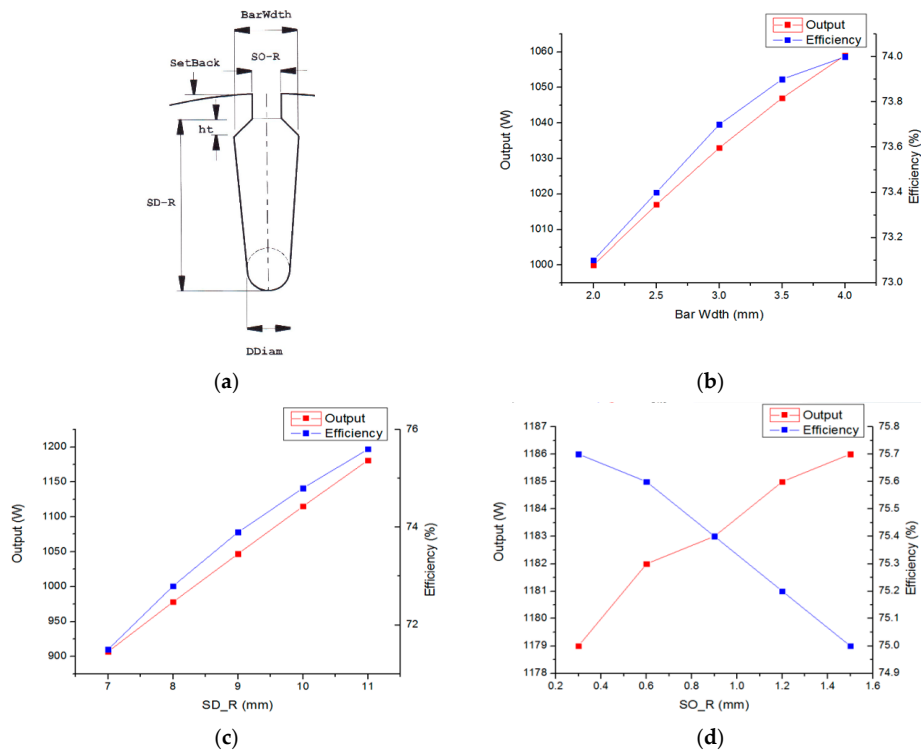 BarWdth
SO-R
SetBack
ht
SD-R
DDiam
(a)
Output
Efficiency
1060
1050
1040
1030
1020
1010
1000
Output (W)
74.0
73.8
73.6
73.4
73.2
73.0
Efficiency (%)
2.0 2.5 3.0 3.5 4.0
Bar Wdth (mm)
(b)
Output
Efficiency
1200
1150
1100
1050
1000
950
900
Output (W)
76
74
72
Efficiency (%)
7 8 9 10 11
SD_R (mm)
(c)
Output
Efficiency
1187
1186
1185
1184
1183
1182
1181
1180
1179
1178
Output (W)
75.8
75.7
75.6
75.5
75.4
75.3
75.2
75.1
75.0
74.9
Efficiency (%)
0.2 0.4 0.6 0.8 1.0 1.2 1.4 1.6
SO_R (mm)
(d)